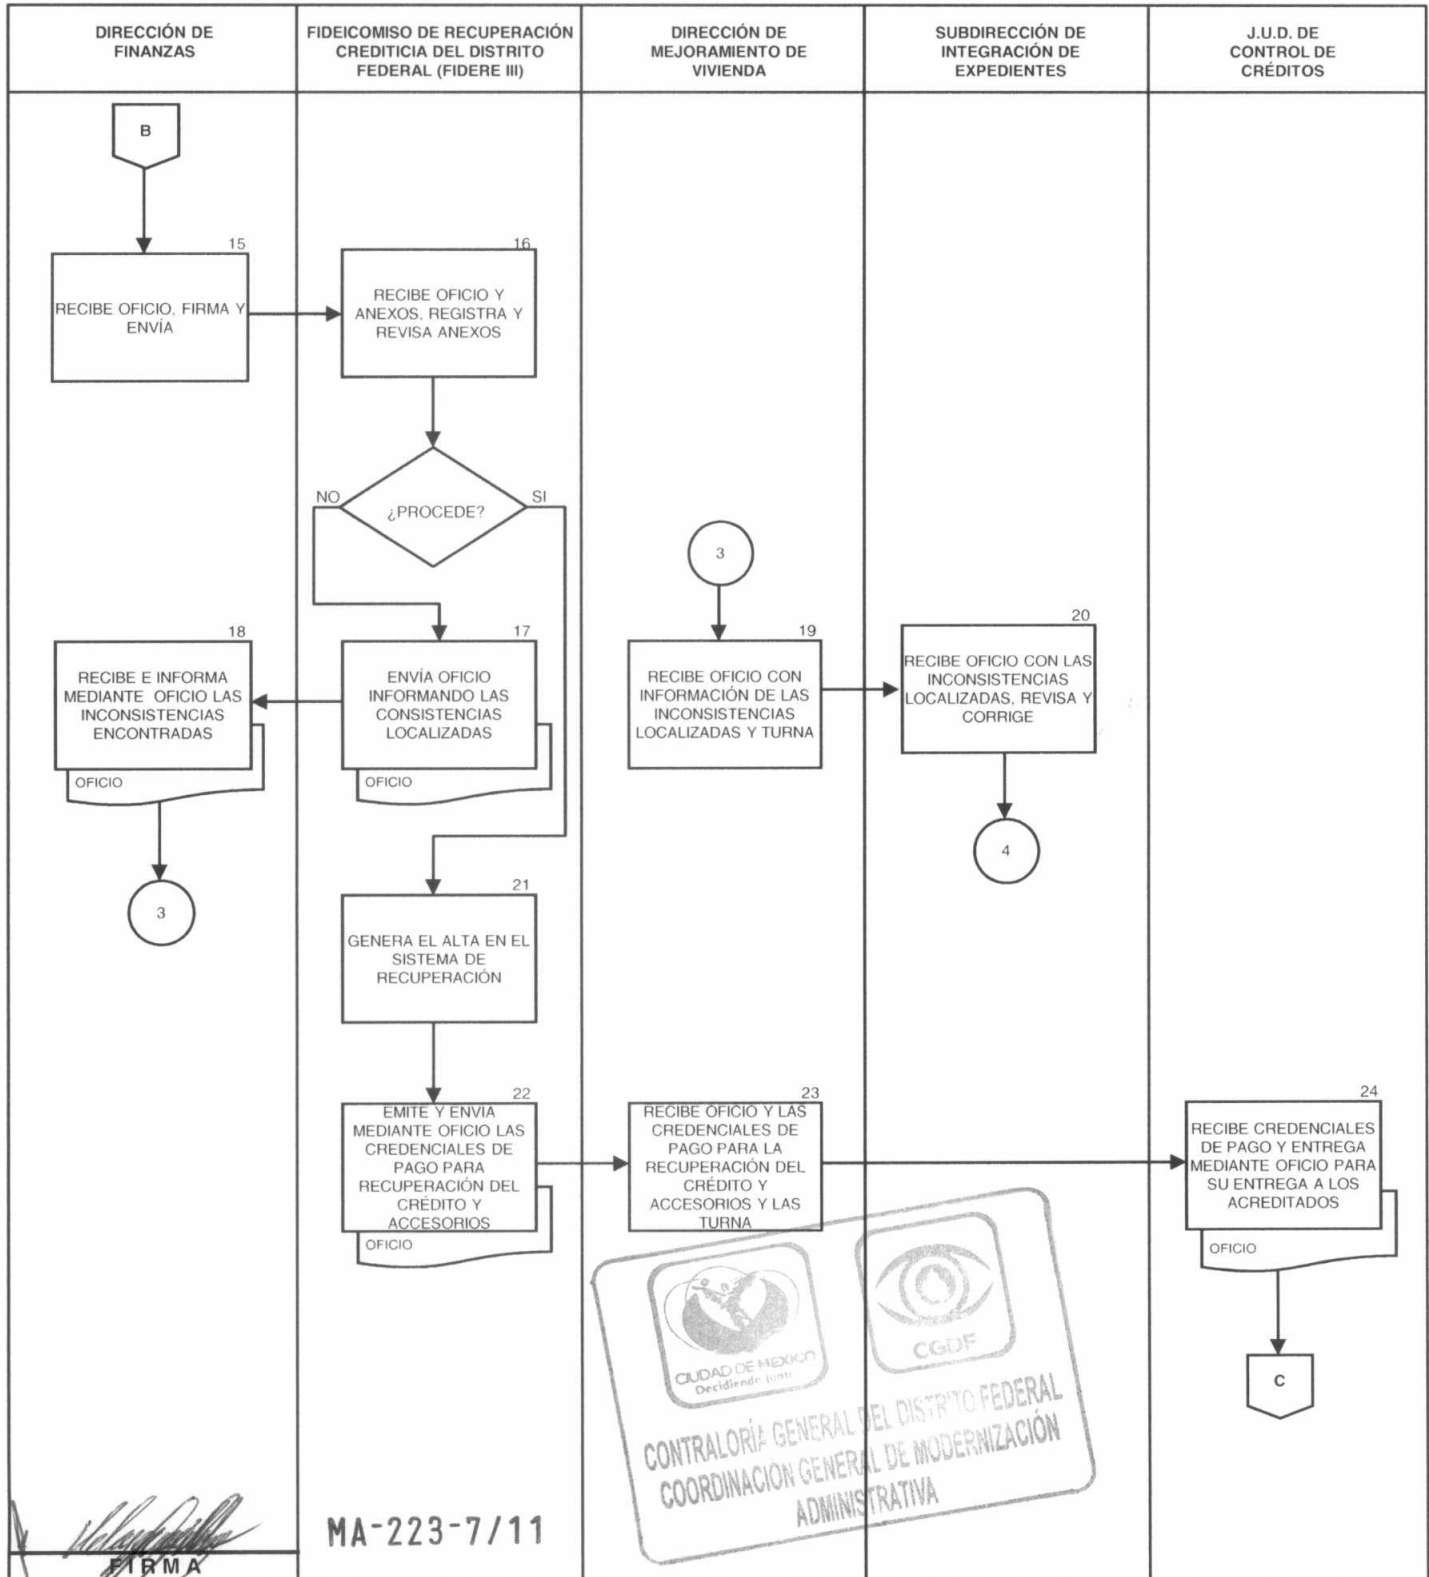 DIRECCIÓN DE
FINANZAS
FIDEICOMISO DE RECUPERACIÓN
CREDITICIA DEL DISTRITO
FEDERAL (FIDERE III)
DIRECCIÓN DE
MEJORAMIENTO DE
VIVIENDA
SUBDIRECCIÓN DE
INTEGRACIÓN DE
EXPEDIENTES
J.U.D. DE
CONTROL DE
CRÉDITOS
B
15
RECIBE OFICIO, FIRMA Y
ENVÍA
16
RECIBE OFICIO Y
ANEXOS, REGISTRA Y
REVISA ANEXOS
NO
¿PROCEDE?
SI
18
RECIBE E INFORMA
MEDIANTE OFICIO LAS
INCONSISTENCIAS
ENCONTRADAS
OFICIO
3
17
ENVÍA OFICIO
INFORMANDO LAS
CONSISTENCIAS
LOCALIZADAS
OFICIO
3
19
RECIBE OFICIO CON
INFORMACIÓN DE LAS
INCONSISTENCIAS
LOCALIZADAS Y TURNA
20
RECIBE OFICIO CON LAS
INCONSISTENCIAS
LOCALIZADAS, REVISA Y
CORRIGE
4
21
GENERA EL ALTA EN EL
SISTEMA DE
RECUPERACIÓN
22
EMITE Y ENVIA
MEDIANTE OFICIO LAS
CREDENCIALES DE
PAGO PARA
RECUPERACIÓN DEL
CRÉDITO Y
ACCESORIOS
OFICIO
23
RECIBE OFICIO Y LAS
CREDENCIALES DE
PAGO PARA LA
RECUPERACIÓN DEL
CRÉDITO Y
ACCESORIOS Y LAS
TURNA
24
RECIBE CREDENCIALES
DE PAGO Y ENTREGA
MEDIANTE OFICIO PARA
SU ENTREGA A LOS
ACREDITADOS
OFICIO
C
CIUDAD DE MEXICO
Decidiendo Junt
CGDF
CONTRALORÍA GENERAL DEL DISTRITO FEDERAL
COORDINACIÓN GENERAL DE MODERNIZACIÓN
ADMINISTRATIVA
MA-223-7/11
FIRMA